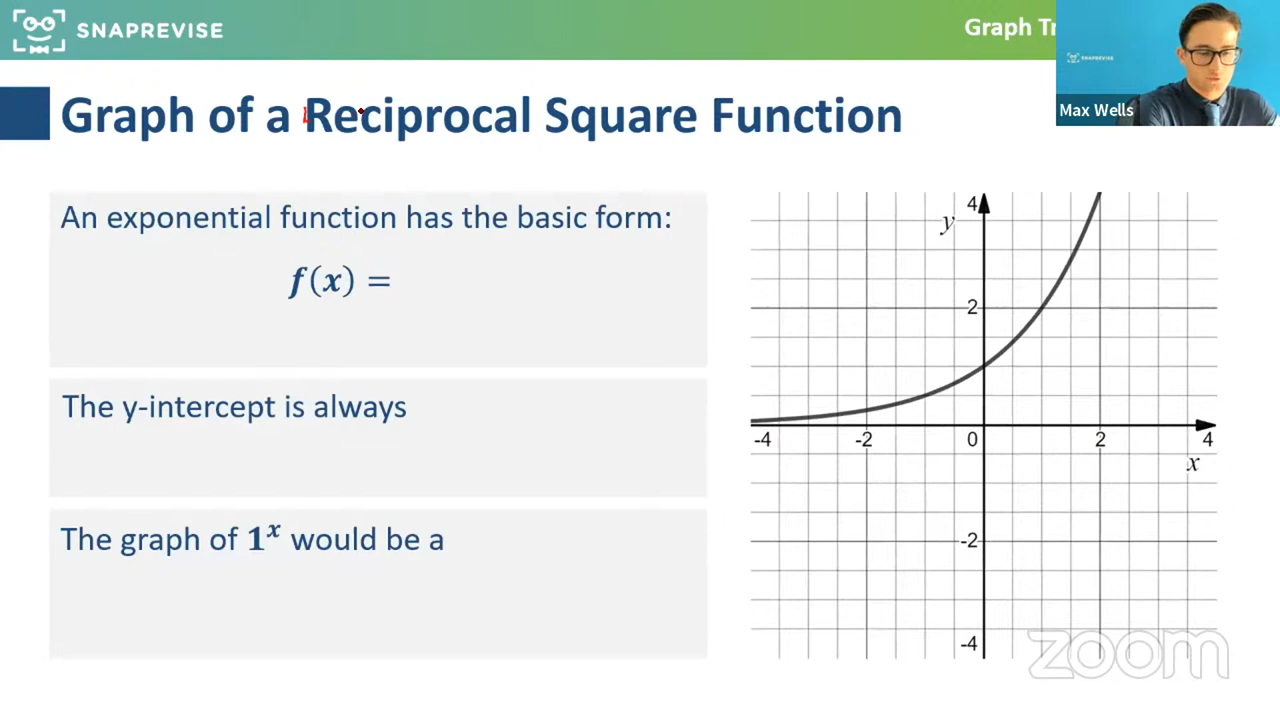 SNAPREVISE
Graph Tr
SNAPREVISE
Max Wells
Graph of a Reciprocal Square Function
An exponential function has the basic form:
f(x) =
The y-intercept is always
The graph of 1ˣ would be a
4
y
2
-4 -2 0 2 4
x
-2
-4
zoom